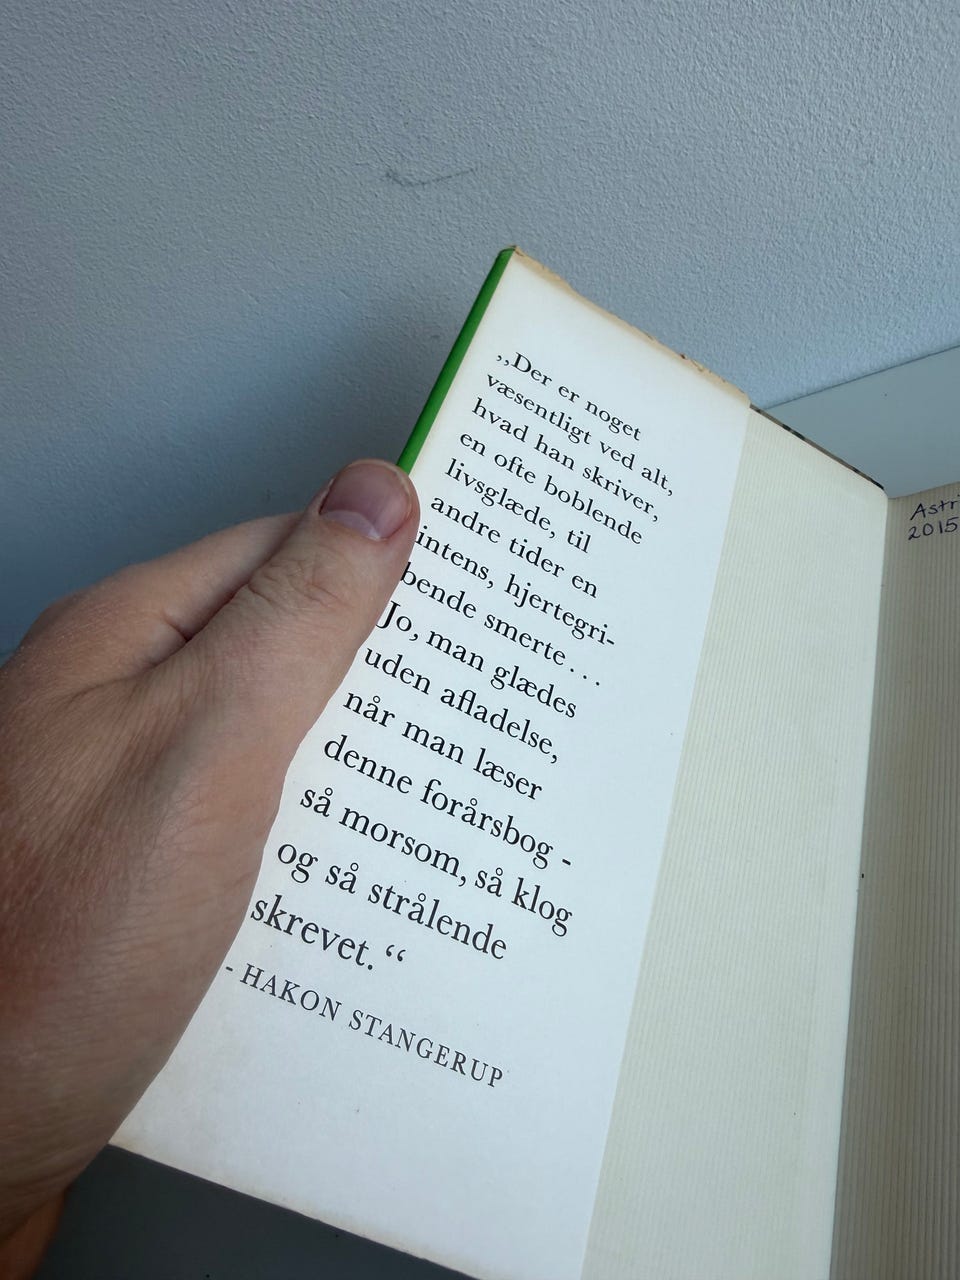 „Der er noget
væsentligt ved alt,
hvad han skriver,
en ofte boblende
livsglæde, til
andre tider en
intens, hjertegri-
bende smerte...
Jo, man glædes
uden afladelse,
når man læser
denne forårsbog -
så morsom, så klog
og så strålende
skrevet.“
- HAKON STANGERUP
2015